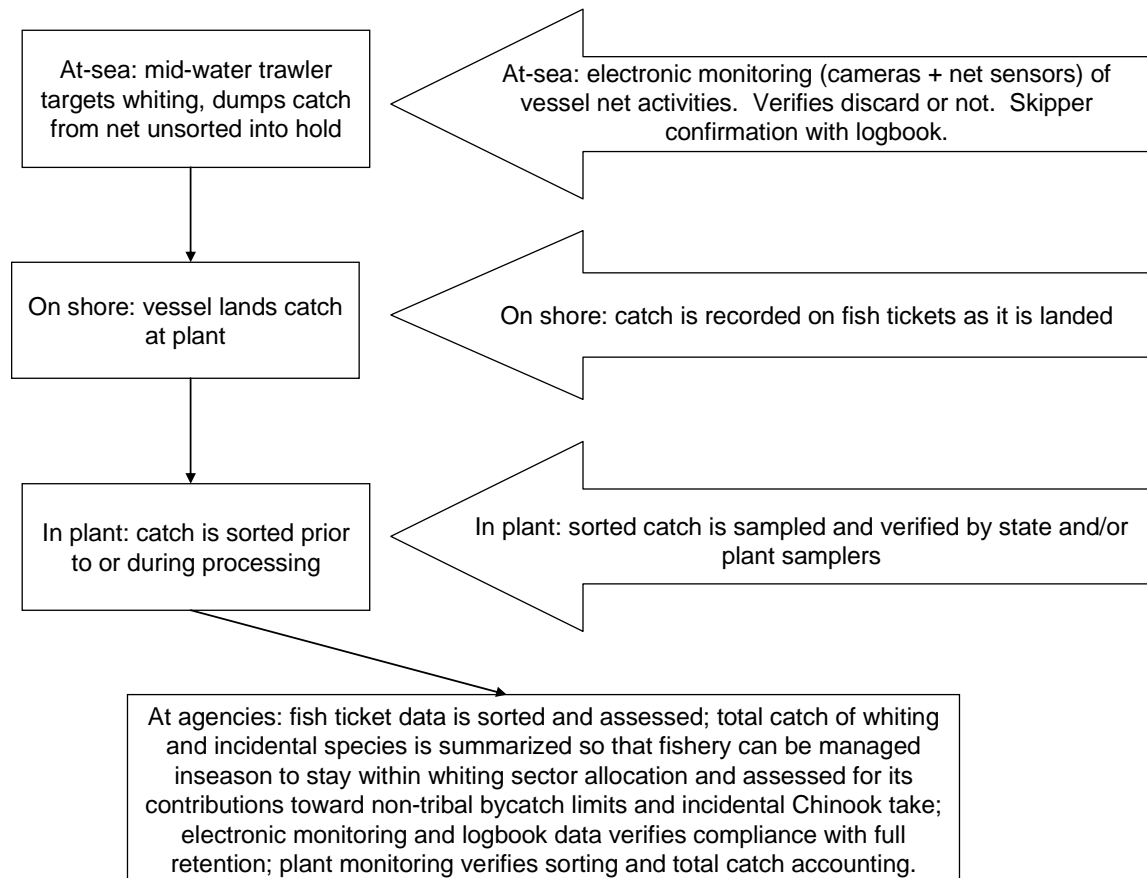 At-sea: mid-water trawler
targets whiting, dumps catch
from net unsorted into hold
At-sea: electronic monitoring (cameras + net sensors) of
vessel net activities.  Verifies discard or not.  Skipper
confirmation with logbook.
On shore: vessel lands catch
at plant
On shore: catch is recorded on fish tickets as it is landed
In plant: catch is sorted prior
to or during processing
In plant: sorted catch is sampled and verified by state and/or
plant samplers
At agencies: fish ticket data is sorted and assessed; total catch of whiting
and incidental species is summarized so that fishery can be managed
inseason to stay within whiting sector allocation and assessed for its
contributions toward non-tribal bycatch limits and incidental Chinook take;
electronic monitoring and logbook data verifies compliance with full
retention; plant monitoring verifies sorting and total catch accounting.